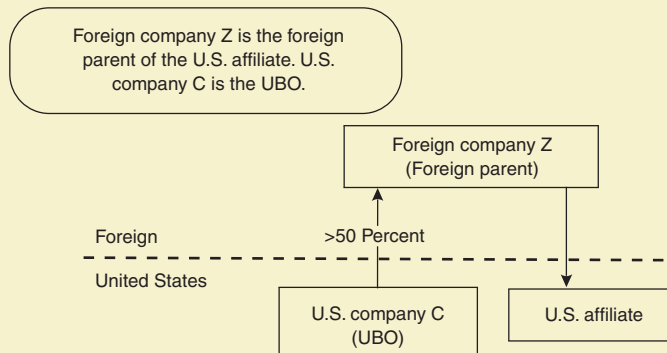 Foreign company Z is the foreign
parent of the U.S. affiliate. U.S.
company C is the UBO.
Foreign company Z
(Foreign parent)
Foreign
>50 Percent
United States
U.S. company C
(UBO)
U.S. affiliate